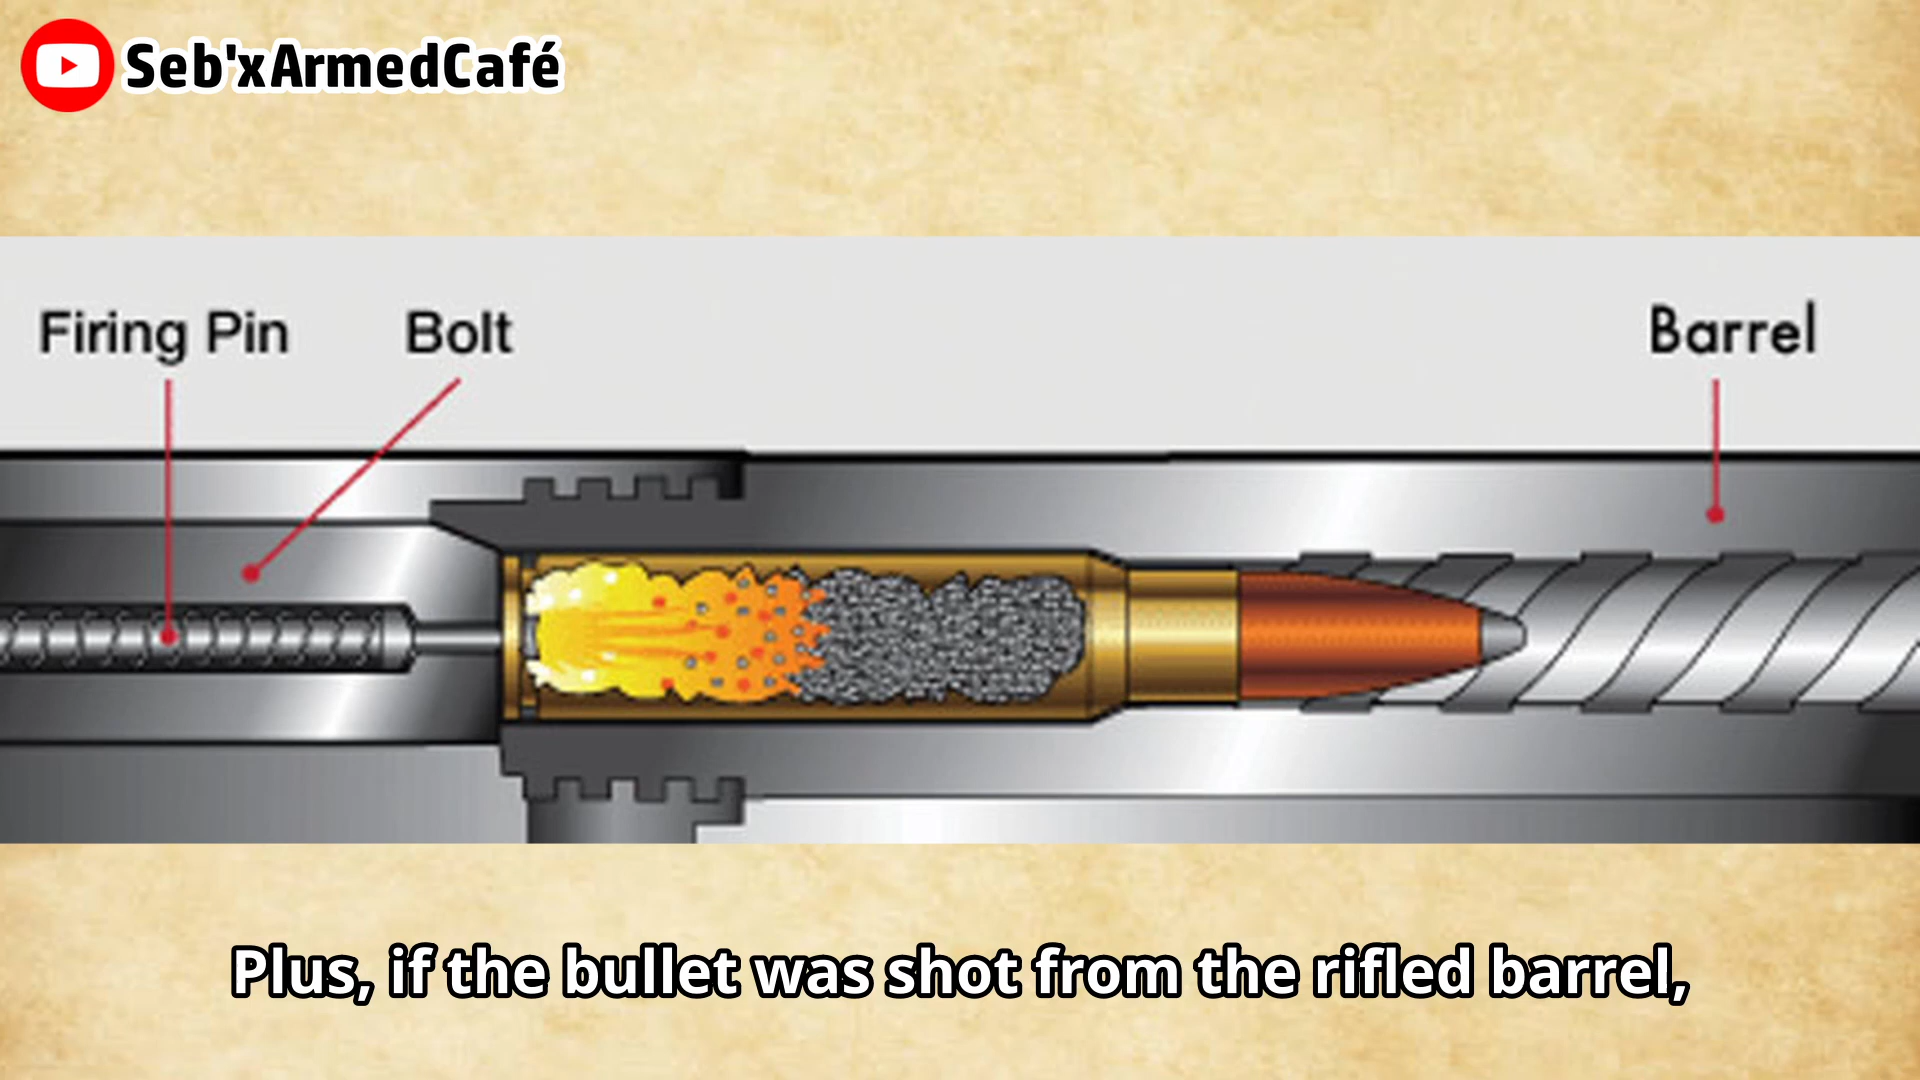 Seb'xArmedCafé
Firing Pin
Bolt
Barrel
Plus, if the bullet was shot from the rifled barrel,